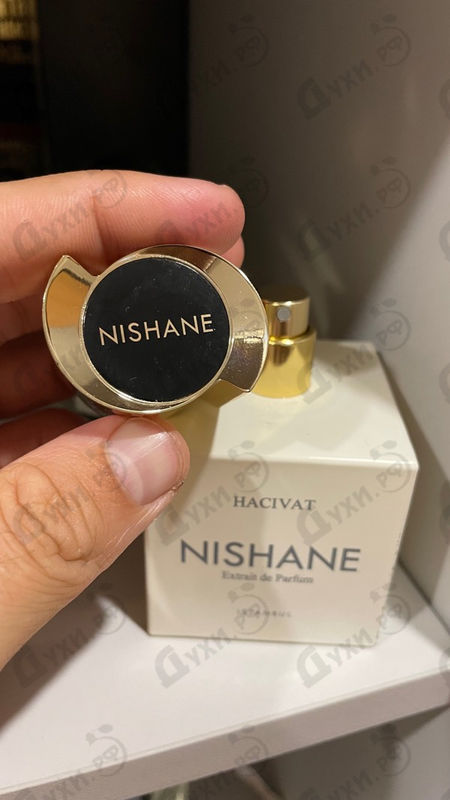 NISHANE
HACIVAT
NISHANE
Extrait de Parfum
ISTANBUL
Духи.РФ